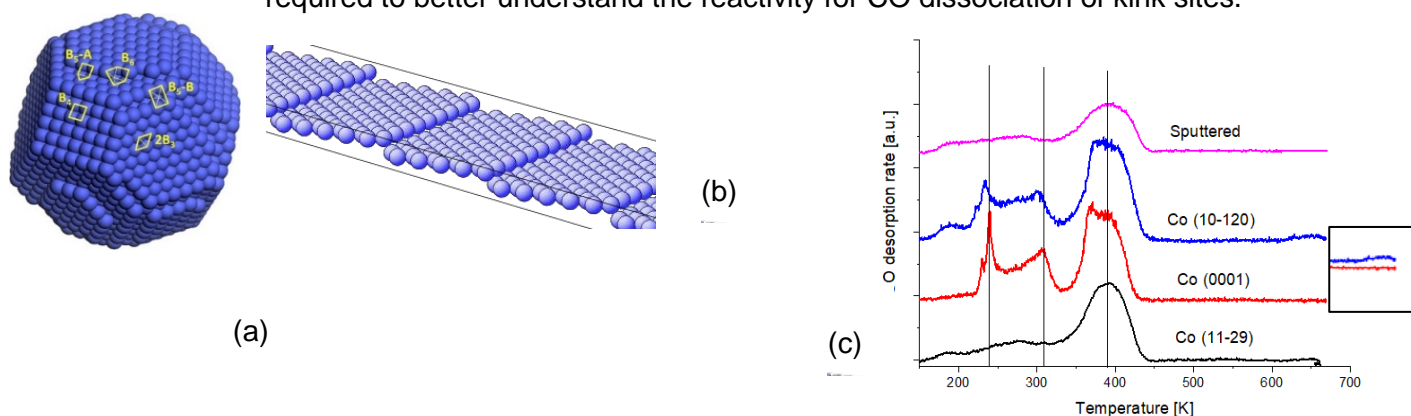 required to better understand the reactivity for CO dissociation of kink sites.
B5-A
B6
B5-B
B4
2B3
(a)
(b)
(c)
O desorption rate [a.u.]
Sputtered
Co (10-120)
Co (0001)
Co (11-29)
200
300
400
500
600
700
Temperature [K]